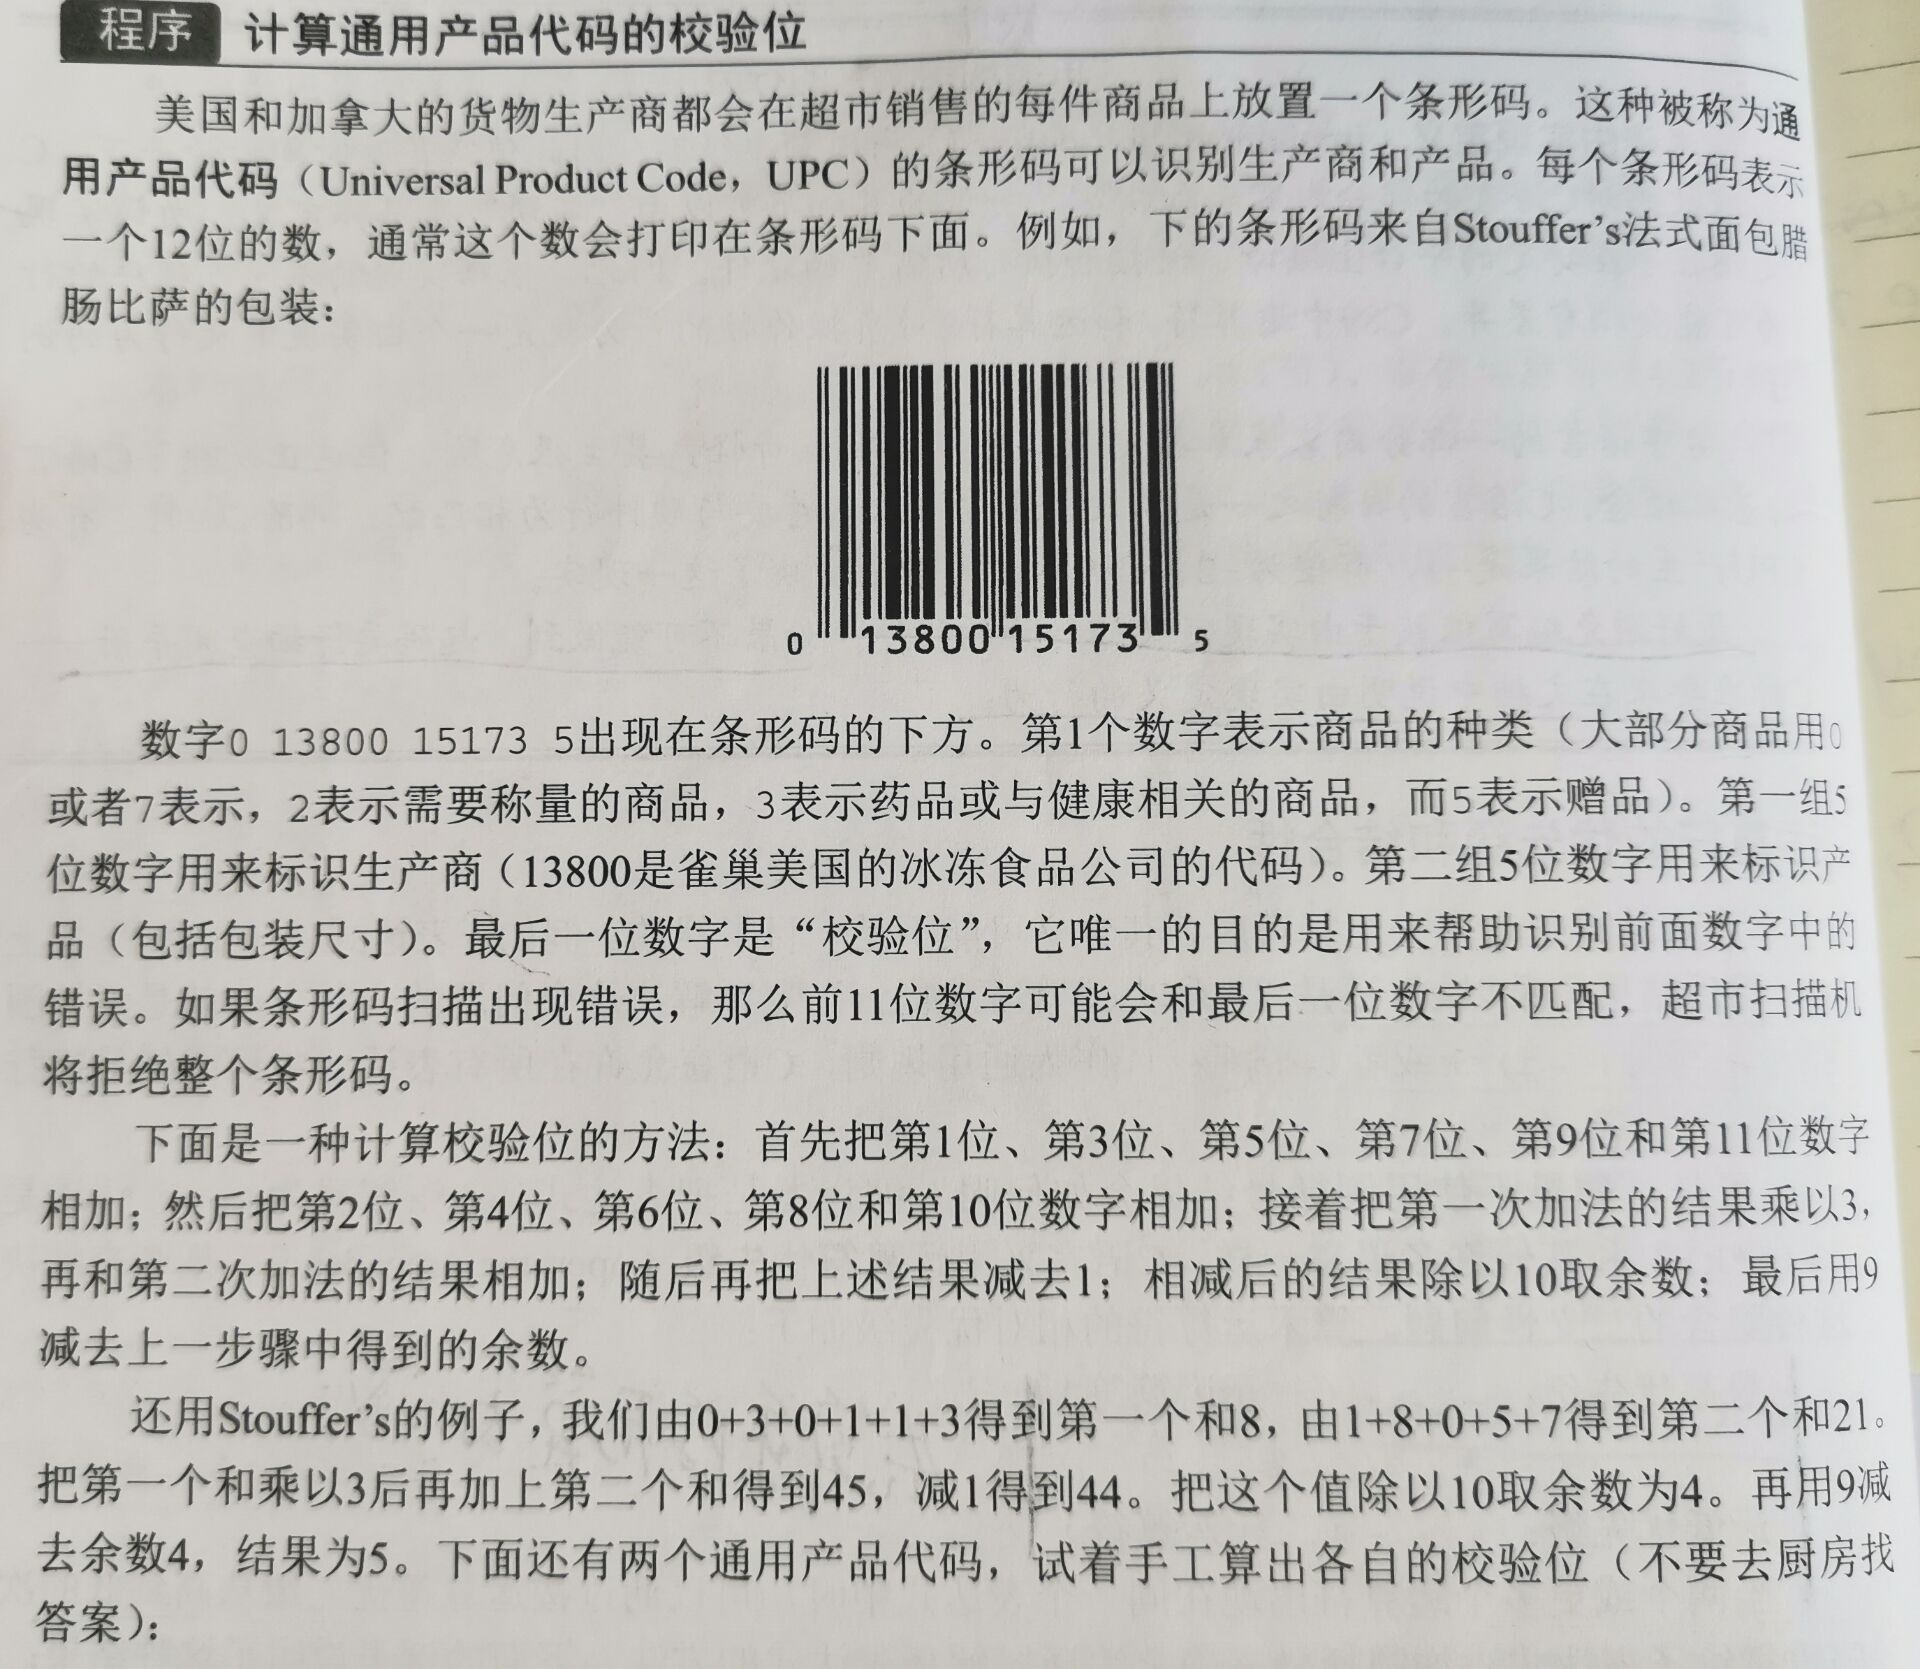 程序 计算通用产品代码的校验位
美国和加拿大的货物生产商都会在超市销售的每件商品上放置一个条形码。这种被称为通
用产品代码（Universal Product Code，UPC）的条形码可以识别生产商和产品。每个条形码表示
一个12位的数，通常这个数会打印在条形码下面。例如，下的条形码来自Stouffer's法式面包腊
肠比萨的包装：
0 13800 15173 5
数字0 13800 15173 5出现在条形码的下方。第1个数字表示商品的种类（大部分商品用0
或者7表示，2表示需要称量的商品，3表示药品或与健康相关的商品，而5表示赠品）。第一组5
位数字用来标识生产商（13800是雀巢美国的冰冻食品公司的代码）。第二组5位数字用来标识产
品（包括包装尺寸）。最后一位数字是“校验位”，它唯一的目的是用来帮助识别前面数字中的
错误。如果条形码扫描出现错误，那么前11位数字可能会和最后一位数字不匹配，超市扫描机
将拒绝整个条形码。
下面是一种计算校验位的方法：首先把第1位、第3位、第5位、第7位、第9位和第11位数字
相加；然后把第2位、第4位、第6位、第8位和第10位数字相加；接着把第一次加法的结果乘以3，
再和第二次加法的结果相加；随后再把上述结果减去1；相减后的结果除以10取余数；最后用9
减去上一步骤中得到的余数。
还用Stouffer's的例子，我们由0+3+0+1+1+3得到第一个和8，由1+8+0+5+7得到第二个和21。
把第一个和乘以3后再加上第二个和得到45，减1得到44。把这个值除以10取余数为4。再用9减
去余数4，结果为5。下面还有两个通用产品代码，试着手工算出各自的校验位（不要去厨房找
答案）：